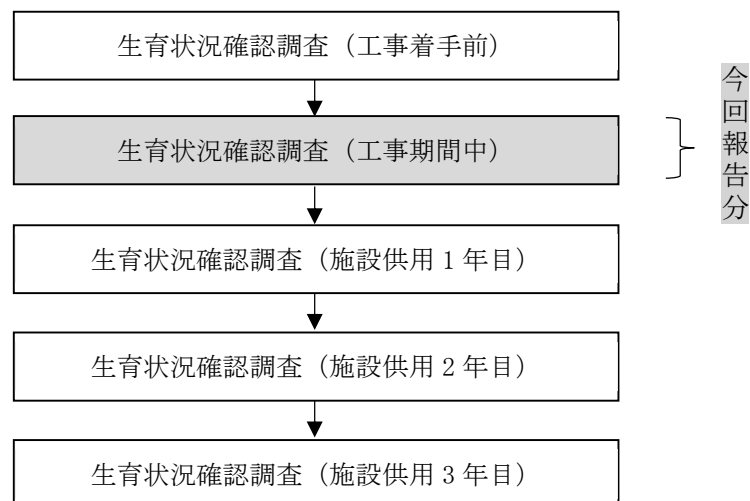 生育状況確認調査（工事着手前）
生育状況確認調査（工事期間中）
今回報告分
生育状況確認調査（施設供用１年目）
生育状況確認調査（施設供用２年目）
生育状況確認調査（施設供用３年目）